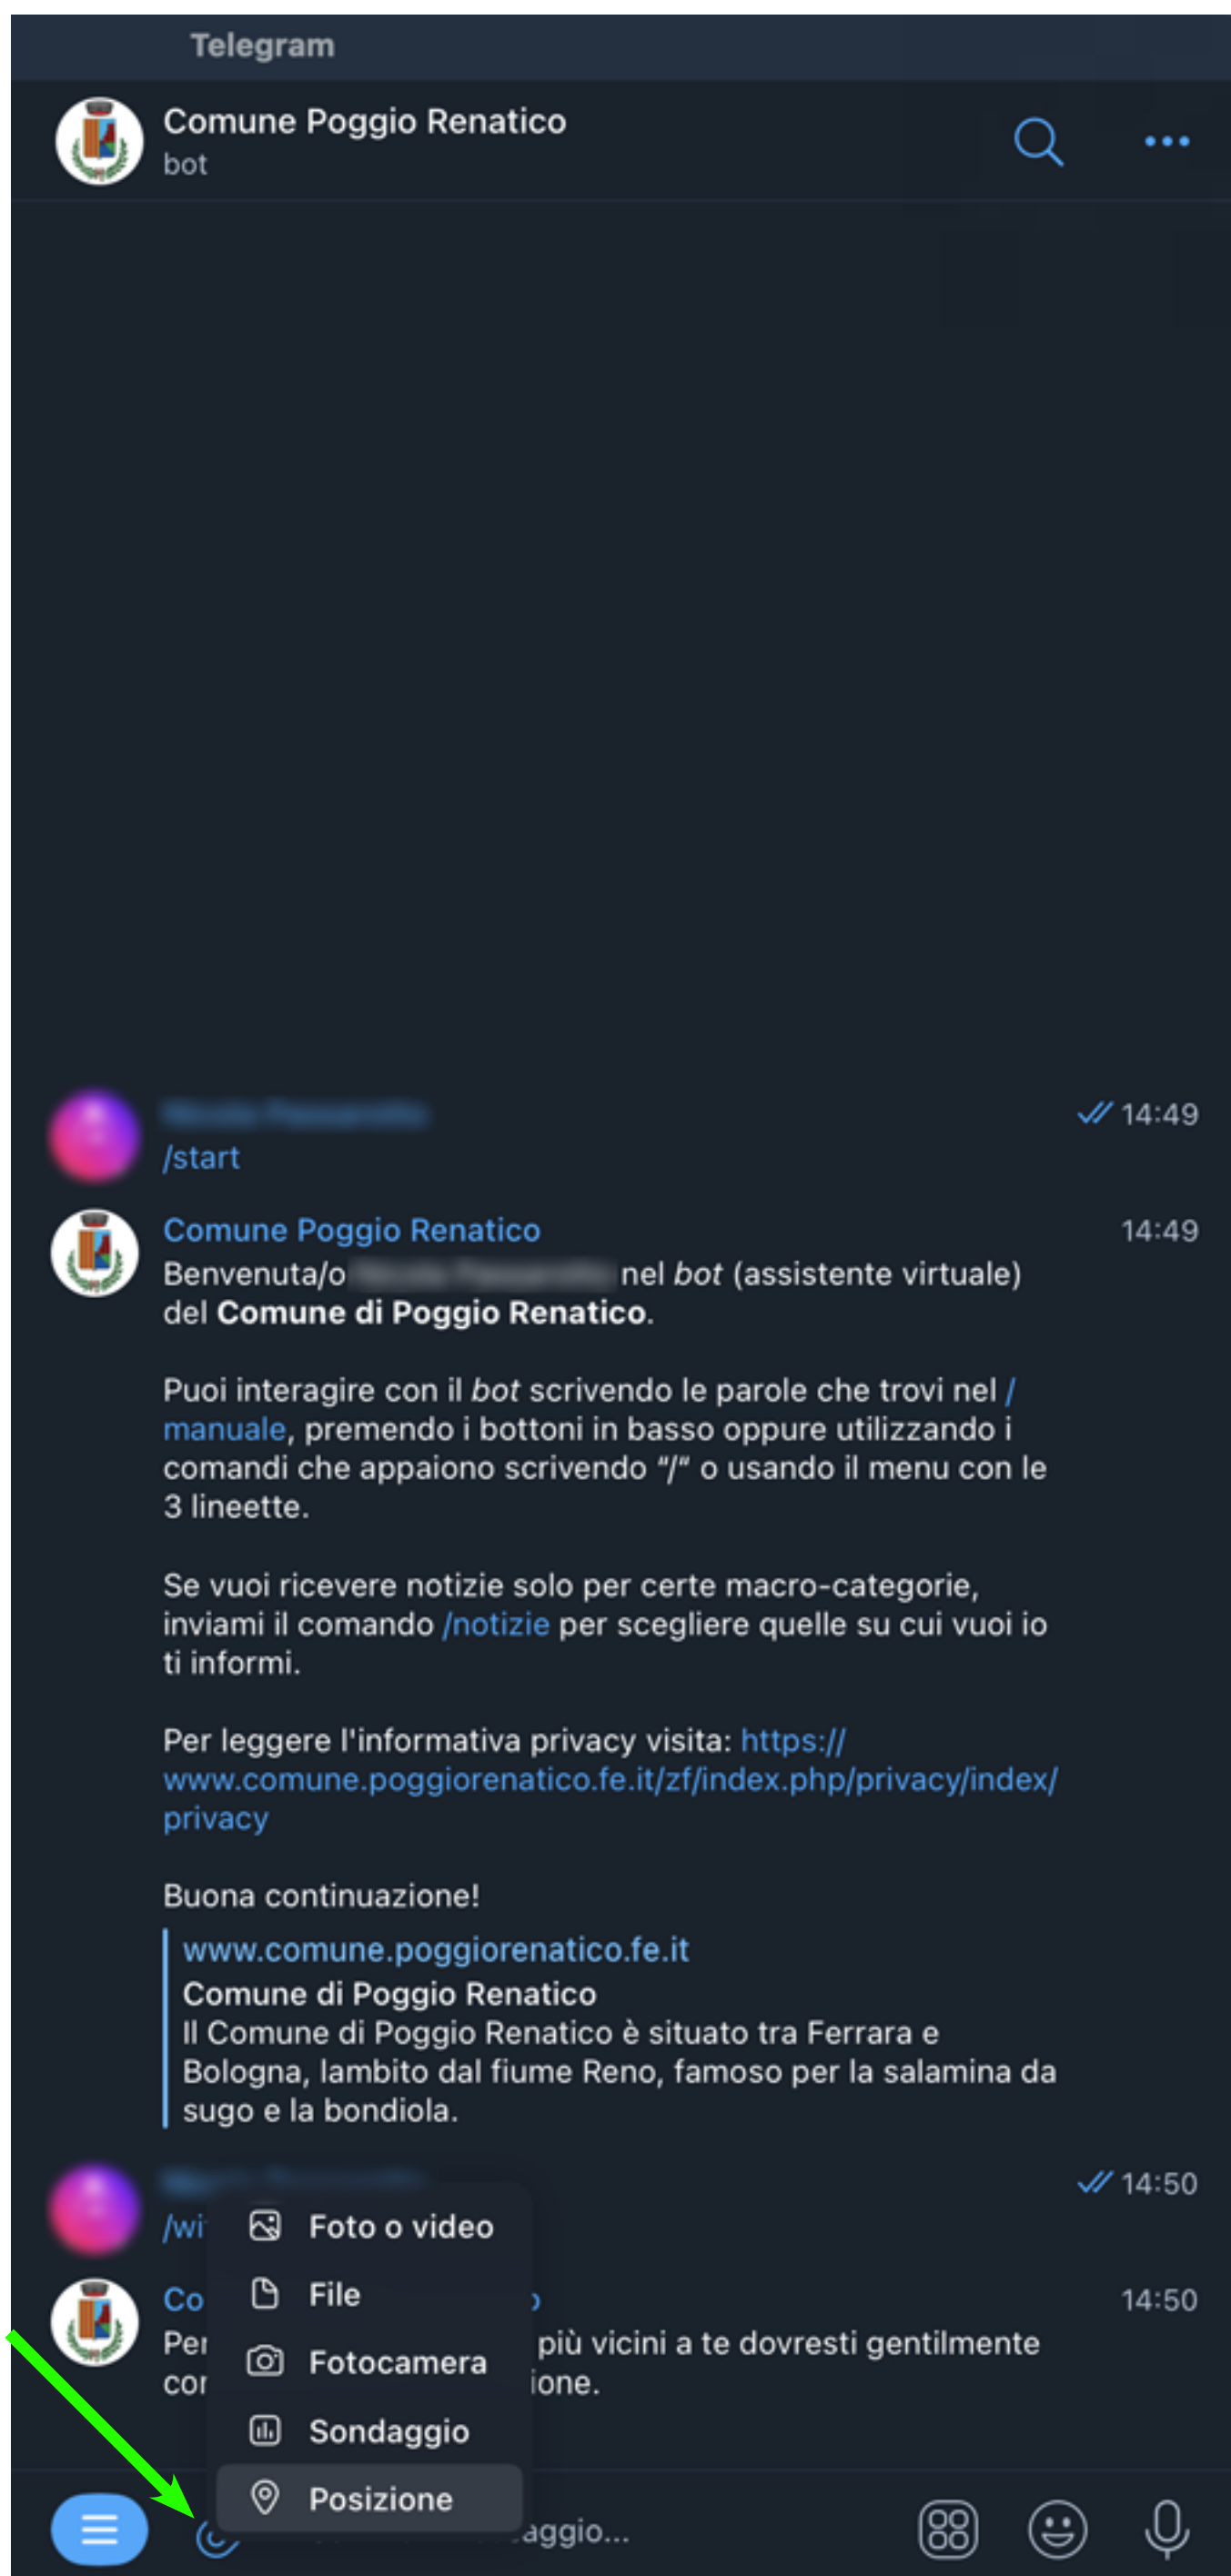 Telegram
Comune Poggio Renatico
bot
14:49
/start
Comune Poggio Renatico
14:49
Benvenuta/o nel bot (assistente virtuale)
del Comune di Poggio Renatico.
Puoi interagire con il bot scrivendo le parole che trovi nel /
manuale, premendo i bottoni in basso oppure utilizzando i
comandi che appaiono scrivendo "/" o usando il menu con le
3 lineette.
Se vuoi ricevere notizie solo per certe macro-categorie,
inviami il comando /notizie per scegliere quelle su cui vuoi io
ti informi.
Per leggere l'informativa privacy visita: https://
www.comune.poggiorenatico.fe.it/zf/index.php/privacy/index/
privacy
Buona continuazione!
www.comune.poggiorenatico.fe.it
Comune di Poggio Renatico
Il Comune di Poggio Renatico è situato tra Ferrara e
Bologna, lambito dal fiume Reno, famoso per la salamina da
sugo e la bondiola.
14:50
/wi
Foto o video
Co
File
14:50
Per
più vicini a te dovresti gentilmente
Fotocamera
cor
ione.
Sondaggio
Posizione
aggio...